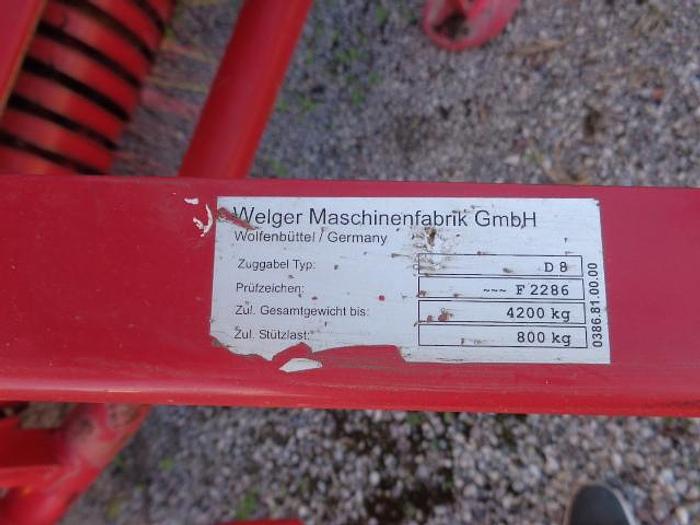 Welger Maschinenfabrik GmbH
Wolfenbüttel / Germany
Zuggabel Typ: D 8
Prüfzeichen: ~~~ F 2286
Zul. Gesamtgewicht bis: 4200 kg
Zul. Stützlast: 800 kg
0386.81.00.00